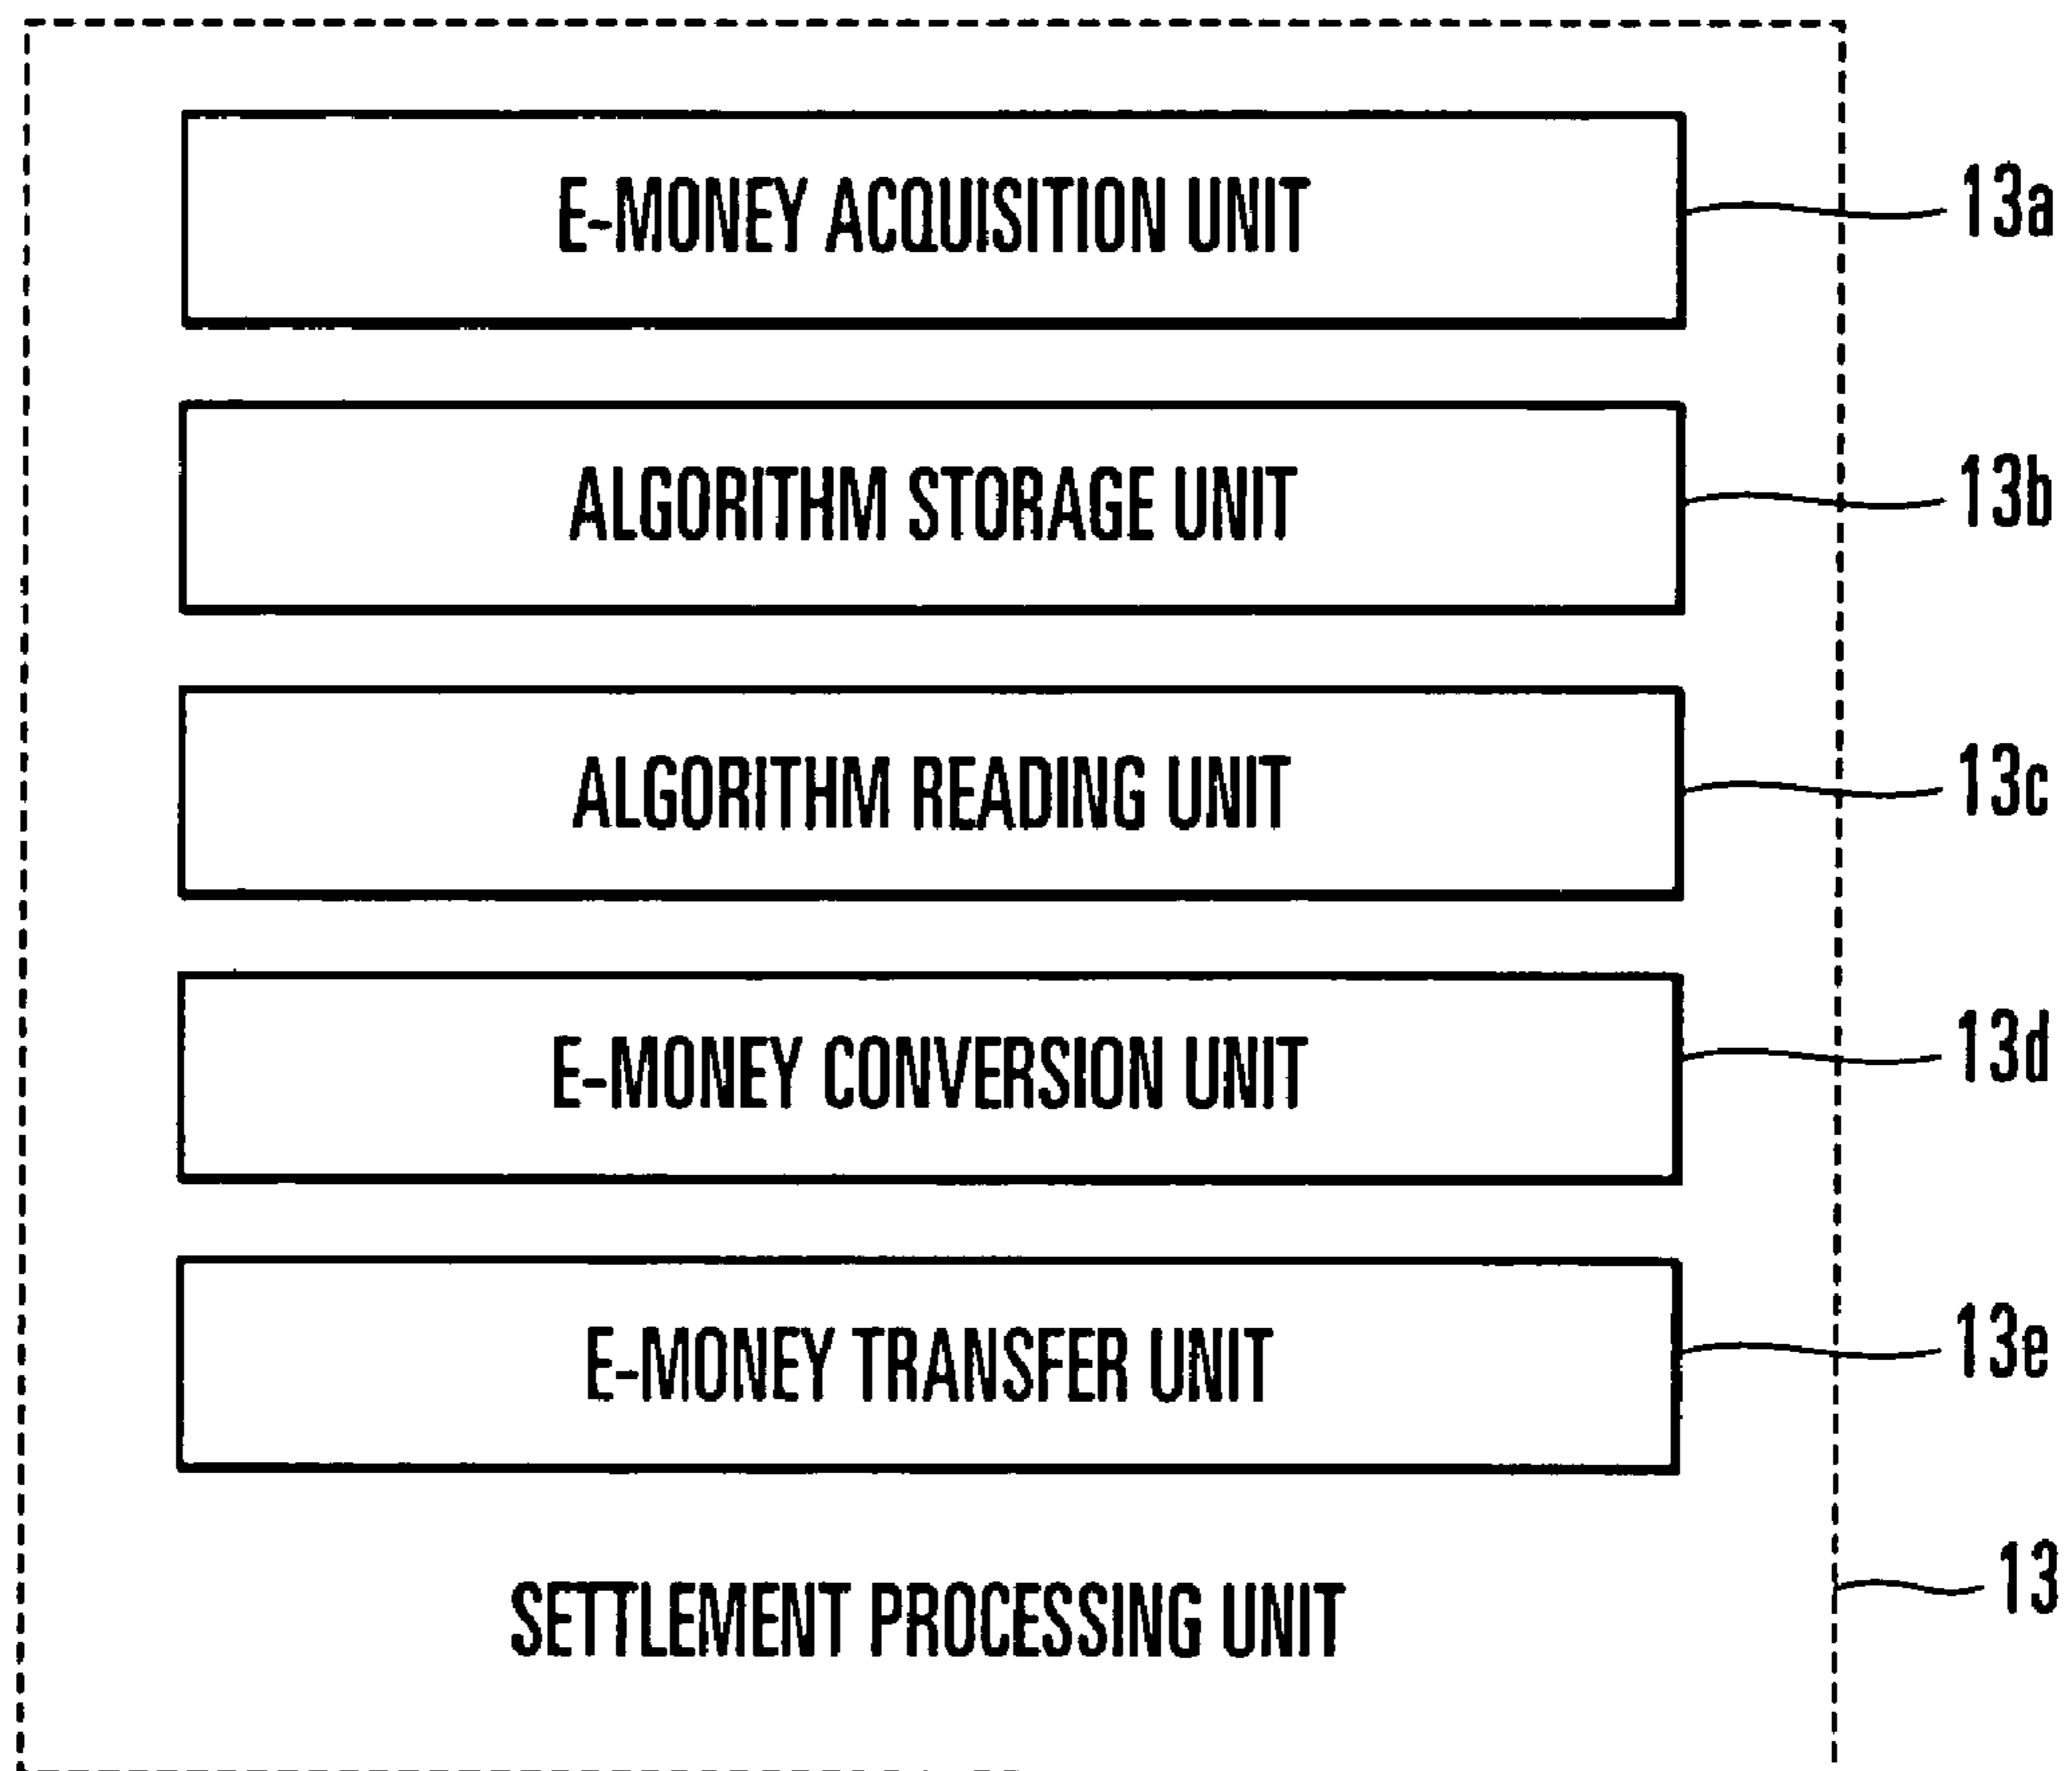 E-MONEY ACQUISITION UNIT 13a
ALGORITHM STORAGE UNIT 13b
ALGORITHM READING UNIT 13c
E-MONEY CONVERSION UNIT 13d
E-MONEY TRANSFER UNIT 13e
SETTLEMENT PROCESSING UNIT 13